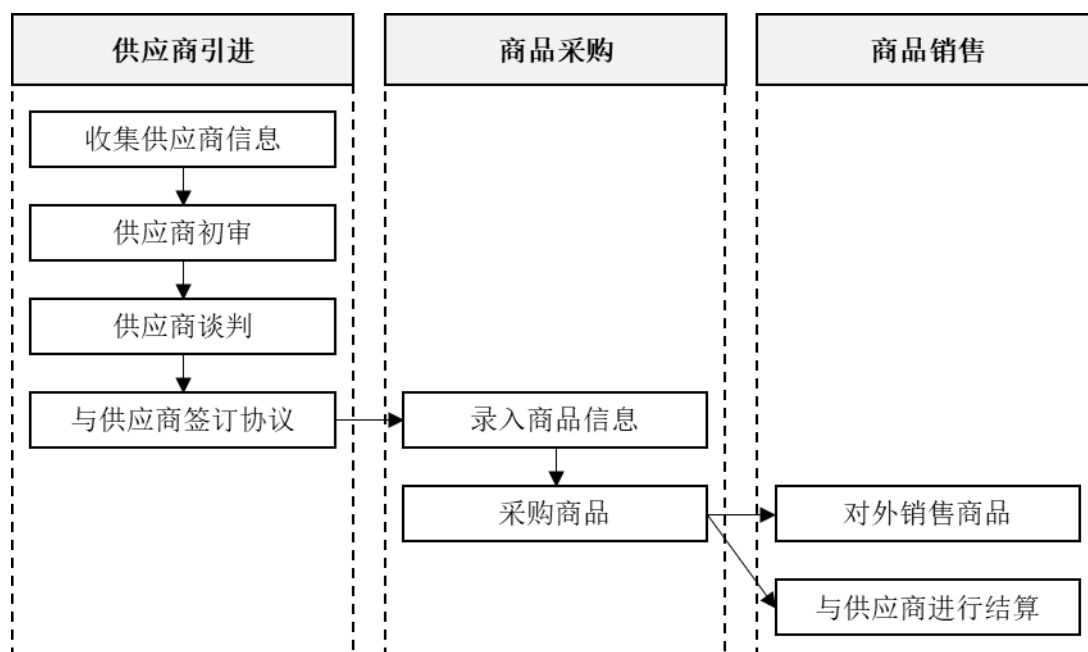 供应商引进
商品采购
商品销售
收集供应商信息
供应商初审
供应商谈判
与供应商签订协议
录入商品信息
采购商品
对外销售商品
与供应商进行结算